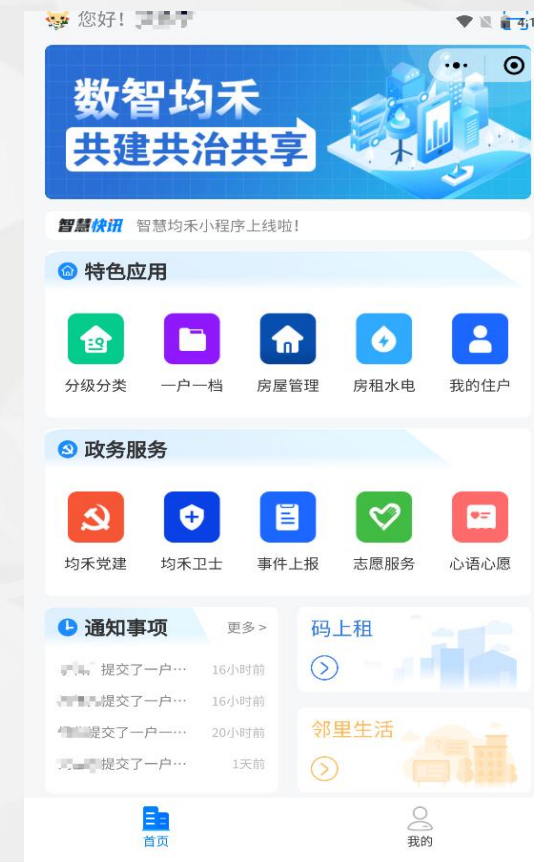 您好!
数智均禾
共建共治共享
智慧快讯 智慧均禾小程序上线啦!
特色应用
分级分类 一户一档 房屋管理 房租水电 我的住户
政务服务
均禾党建 均禾卫士 事件上报 志愿服务 心语心愿
通知事项 更多 >
提交了一户… 16小时前
提交了一户… 16小时前
提交了一户一… 20小时前
提交了一户… 1天前
码上租
邻里生活
首页 我的